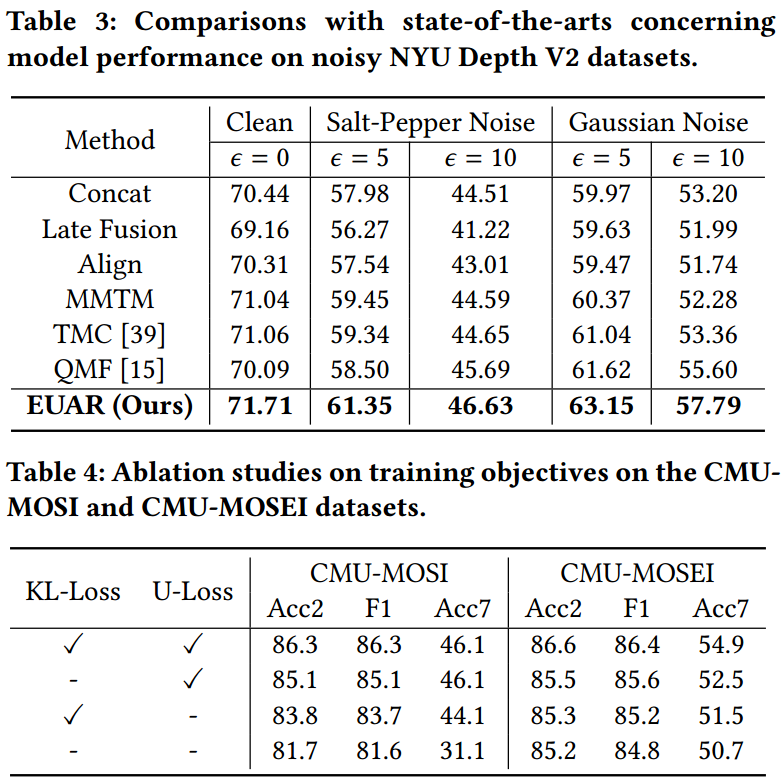 Table 3: Comparisons with state-of-the-arts concerning
model performance on noisy NYU Depth V2 datasets.
Method Clean Salt-Pepper Noise Gaussian Noise
ϵ = 0 ϵ = 5 ϵ = 10 ϵ = 5 ϵ = 10
Concat 70.44 57.98 44.51 59.97 53.20
Late Fusion 69.16 56.27 41.22 59.63 51.99
Align 70.31 57.54 43.01 59.47 51.74
MMTM 71.04 59.45 44.59 60.37 52.28
TMC [39] 71.06 59.34 44.65 61.04 53.36
QMF [15] 70.09 58.50 45.69 61.62 55.60
EUAR (Ours) 71.71 61.35 46.63 63.15 57.79
Table 4: Ablation studies on training objectives on the CMU-
MOSI and CMU-MOSEI datasets.
KL-Loss U-Loss CMU-MOSI CMU-MOSEI
Acc2 F1 Acc7 Acc2 F1 Acc7
✓ ✓ 86.3 86.3 46.1 86.6 86.4 54.9
- ✓ 85.1 85.1 46.1 85.5 85.6 52.5
✓ - 83.8 83.7 44.1 85.3 85.2 51.5
- - 81.7 81.6 31.1 85.2 84.8 50.7